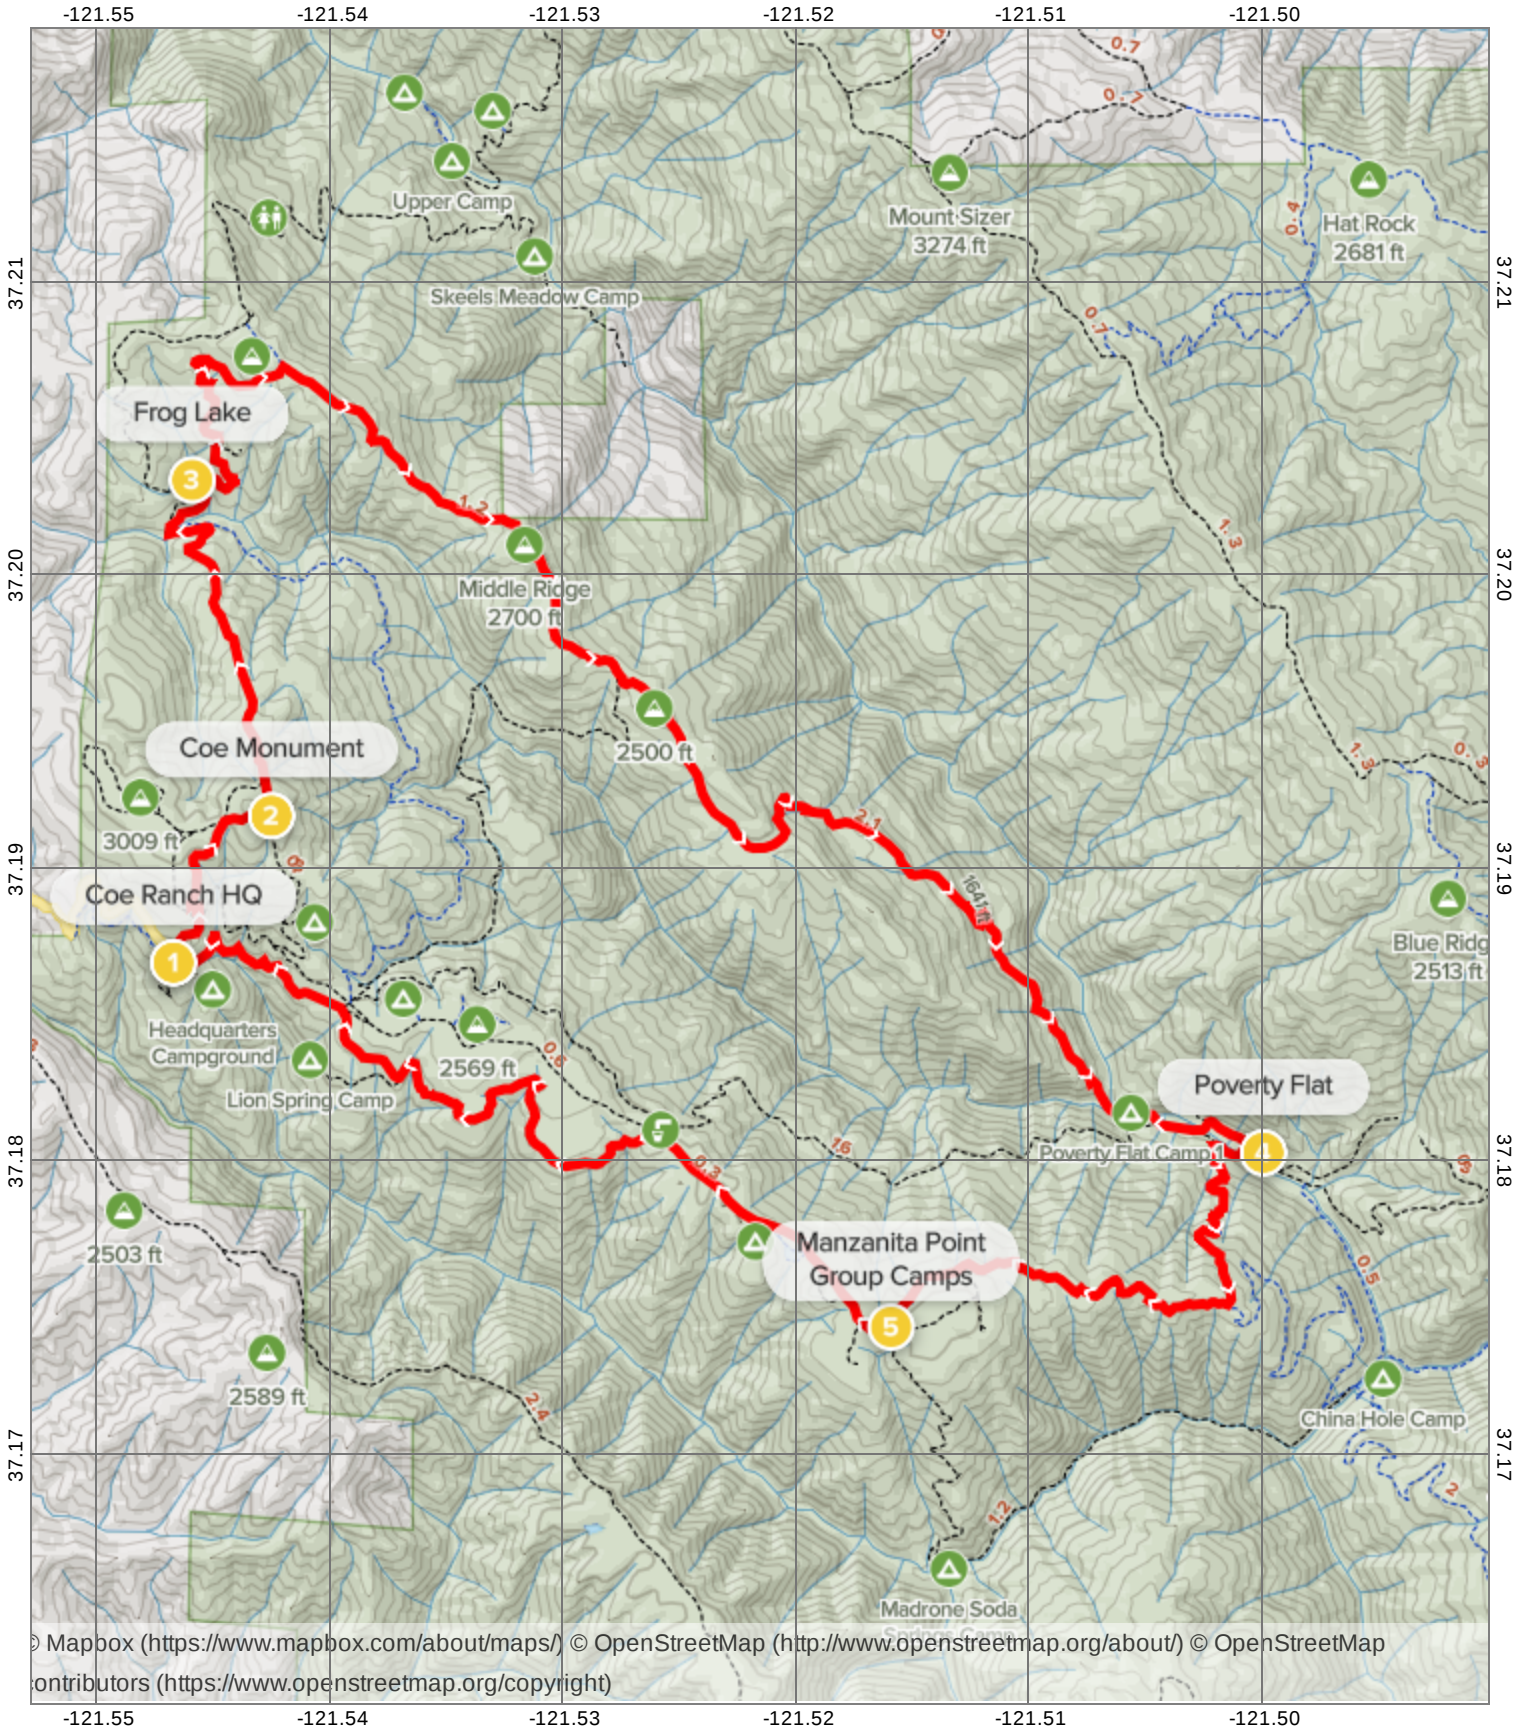 -121.55 -121.54 -121.53 -121.52 -121.51 -121.50
0.7
0.7
Upper Camp
Mount Sizer
3274 ft
0.4
Hat Rock
2681 ft
37.21
37.21
Skeels Meadow Camp
0.7
Frog Lake
3
1.2
1.3
37.20
37.20
Middle Ridge
2700 ft
2500 ft
Coe Monument
1.3
0.3
2
3009 ft
2.1
37.19
37.19
Coe Ranch HQ
1641 ft
Blue Ridg
2513 ft
1
Headquarters
Campground
0.6
2569 ft
Lion Spring Camp
Poverty Flat
16
Poverty Flat Camp 1
4
37.18
37.18
0.3
2503 ft
Manzanita Point
Group Camps
0.5
5
2589 ft
2.4
China Hole Camp
37.17
37.17
2
1.2
Madrone Soda
Springs Camp
© Mapbox (https://www.mapbox.com/about/maps/) © OpenStreetMap (http://www.openstreetmap.org/about/) © OpenStreetMap
contributors (https://www.openstreetmap.org/copyright)
-121.55 -121.54 -121.53 -121.52 -121.51 -121.50